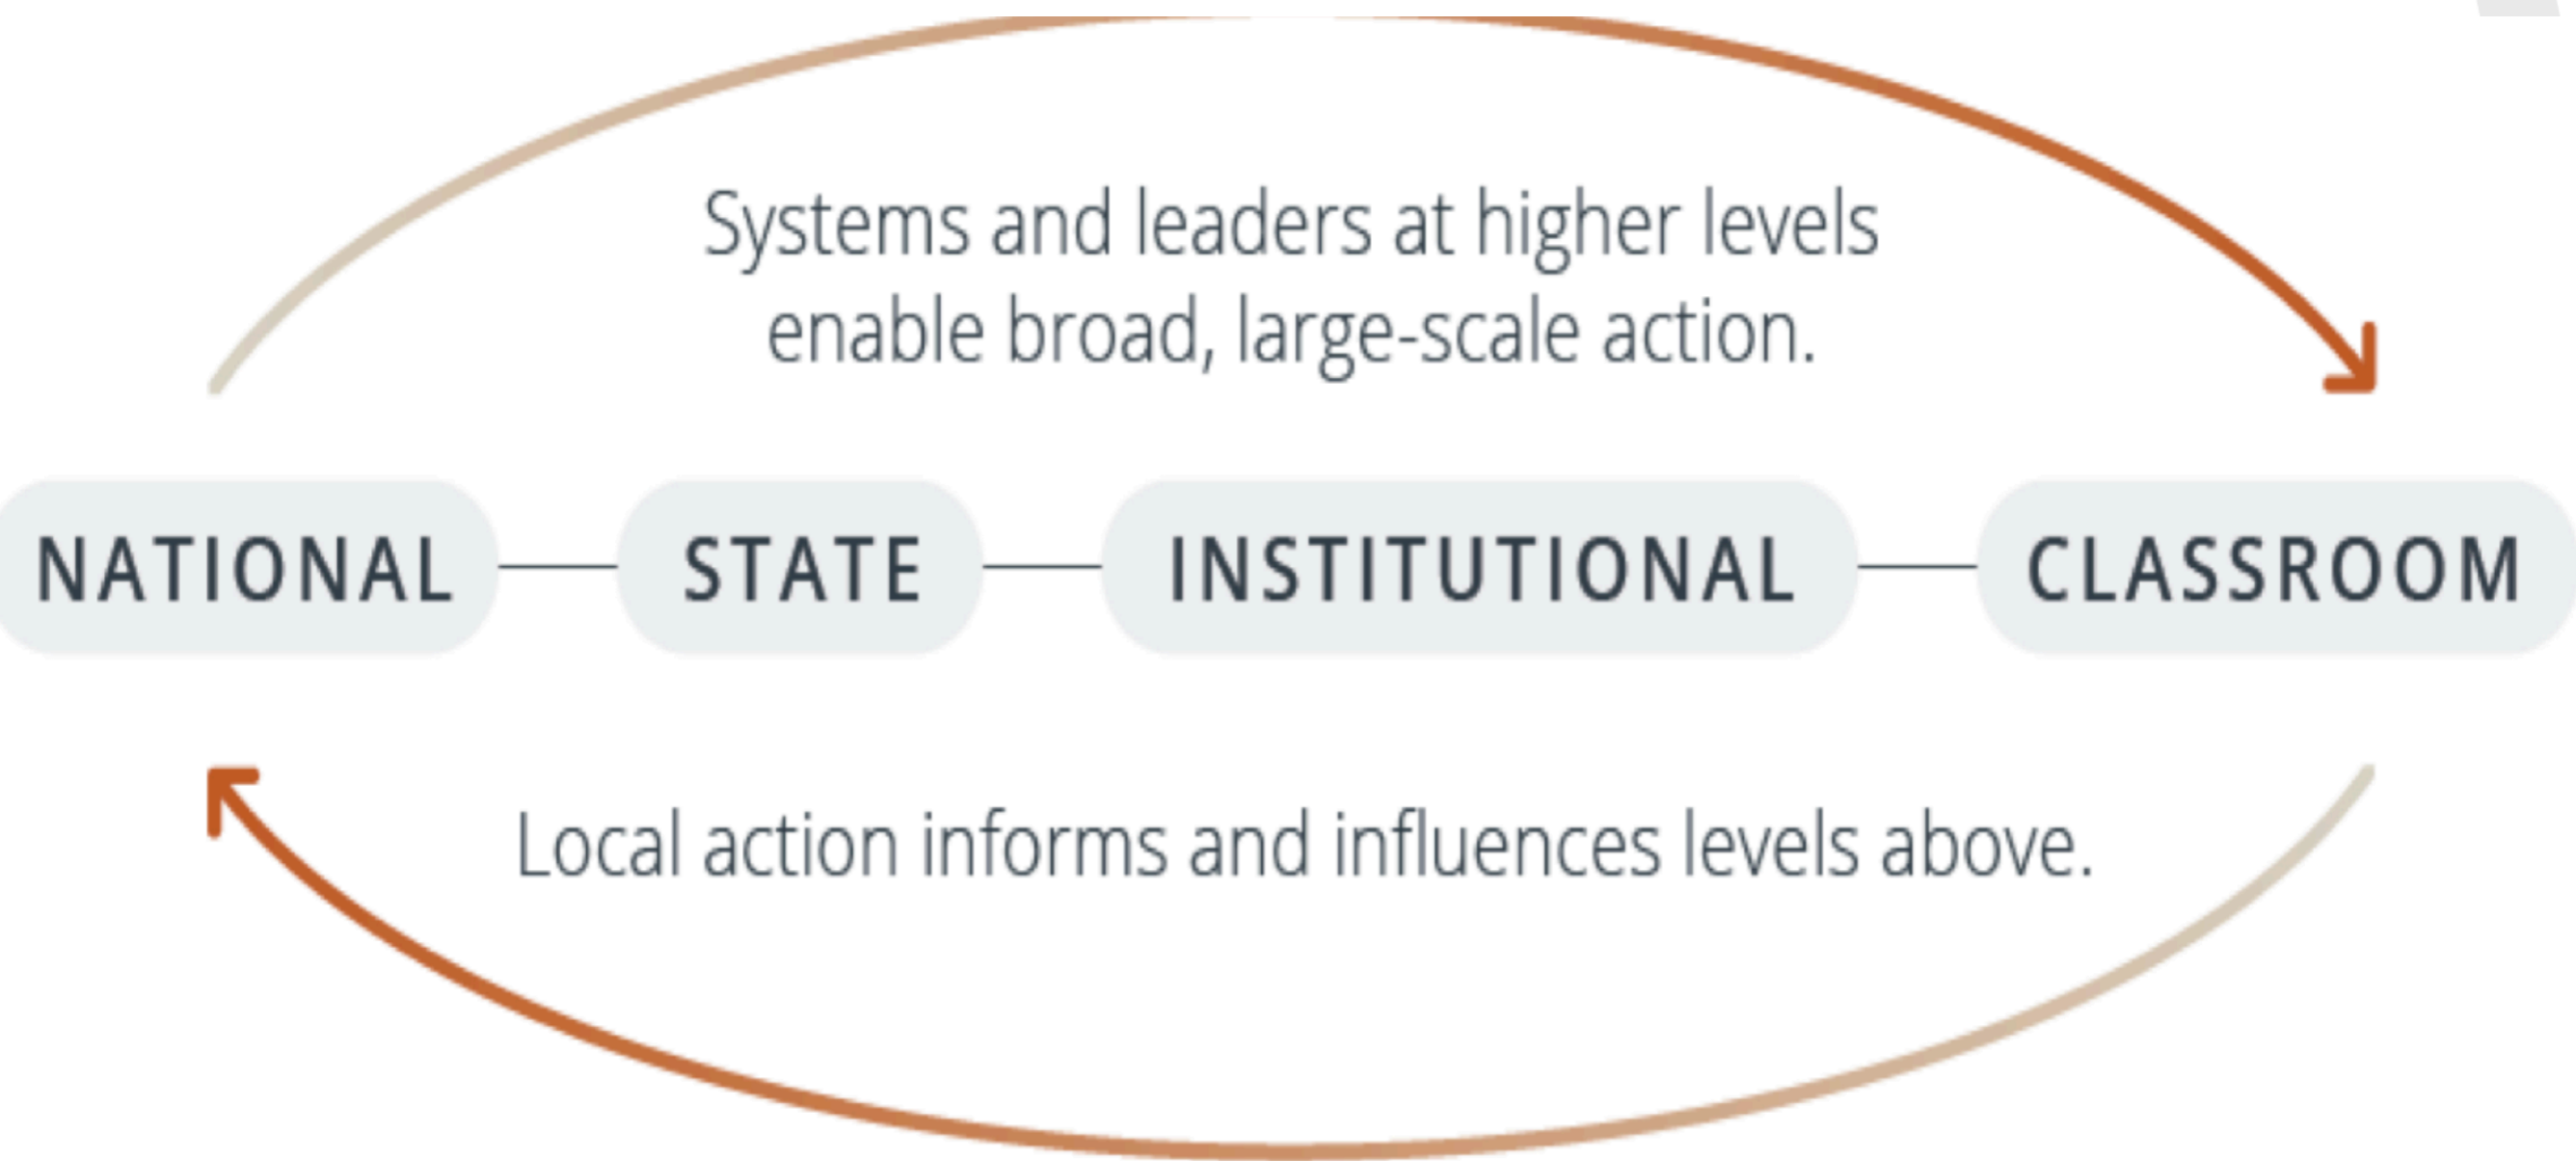 Systems and leaders at higher levels
enable broad, large-scale action.
NATIONAL
STATE
INSTITUTIONAL
CLASSROOM
Local action informs and influences levels above.